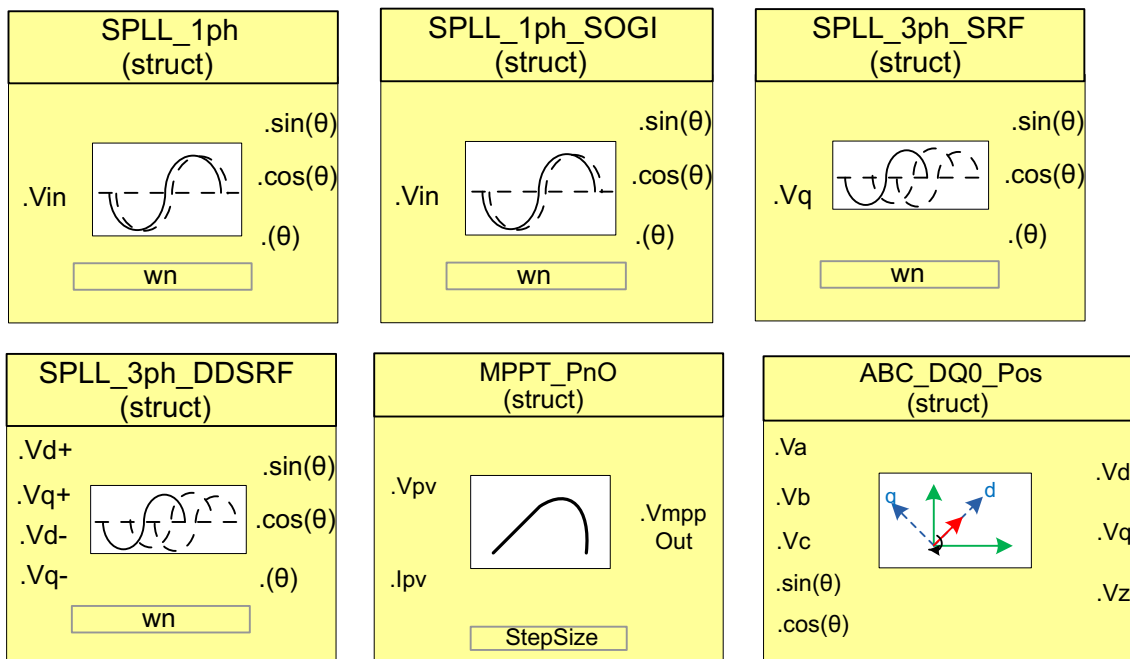 SPLL_1ph
(struct)
.Vin
.sin(θ)
.cos(θ)
.(θ)
wn
SPLL_1ph_SOGI
(struct)
.Vin
.sin(θ)
.cos(θ)
.(θ)
wn
SPLL_3ph_SRF
(struct)
.Vq
.sin(θ)
.cos(θ)
.(θ)
wn
SPLL_3ph_DDSRF
(struct)
.Vd+
.Vq+
.Vd-
.Vq-
.sin(θ)
.cos(θ)
.(θ)
wn
MPPT_PnO
(struct)
.Vpv
.Ipv
.Vmpp
Out
StepSize
ABC_DQ0_Pos
(struct)
.Va
.Vb
.Vc
.sin(θ)
.cos(θ)
q
d
.Vd
.Vq
.Vz